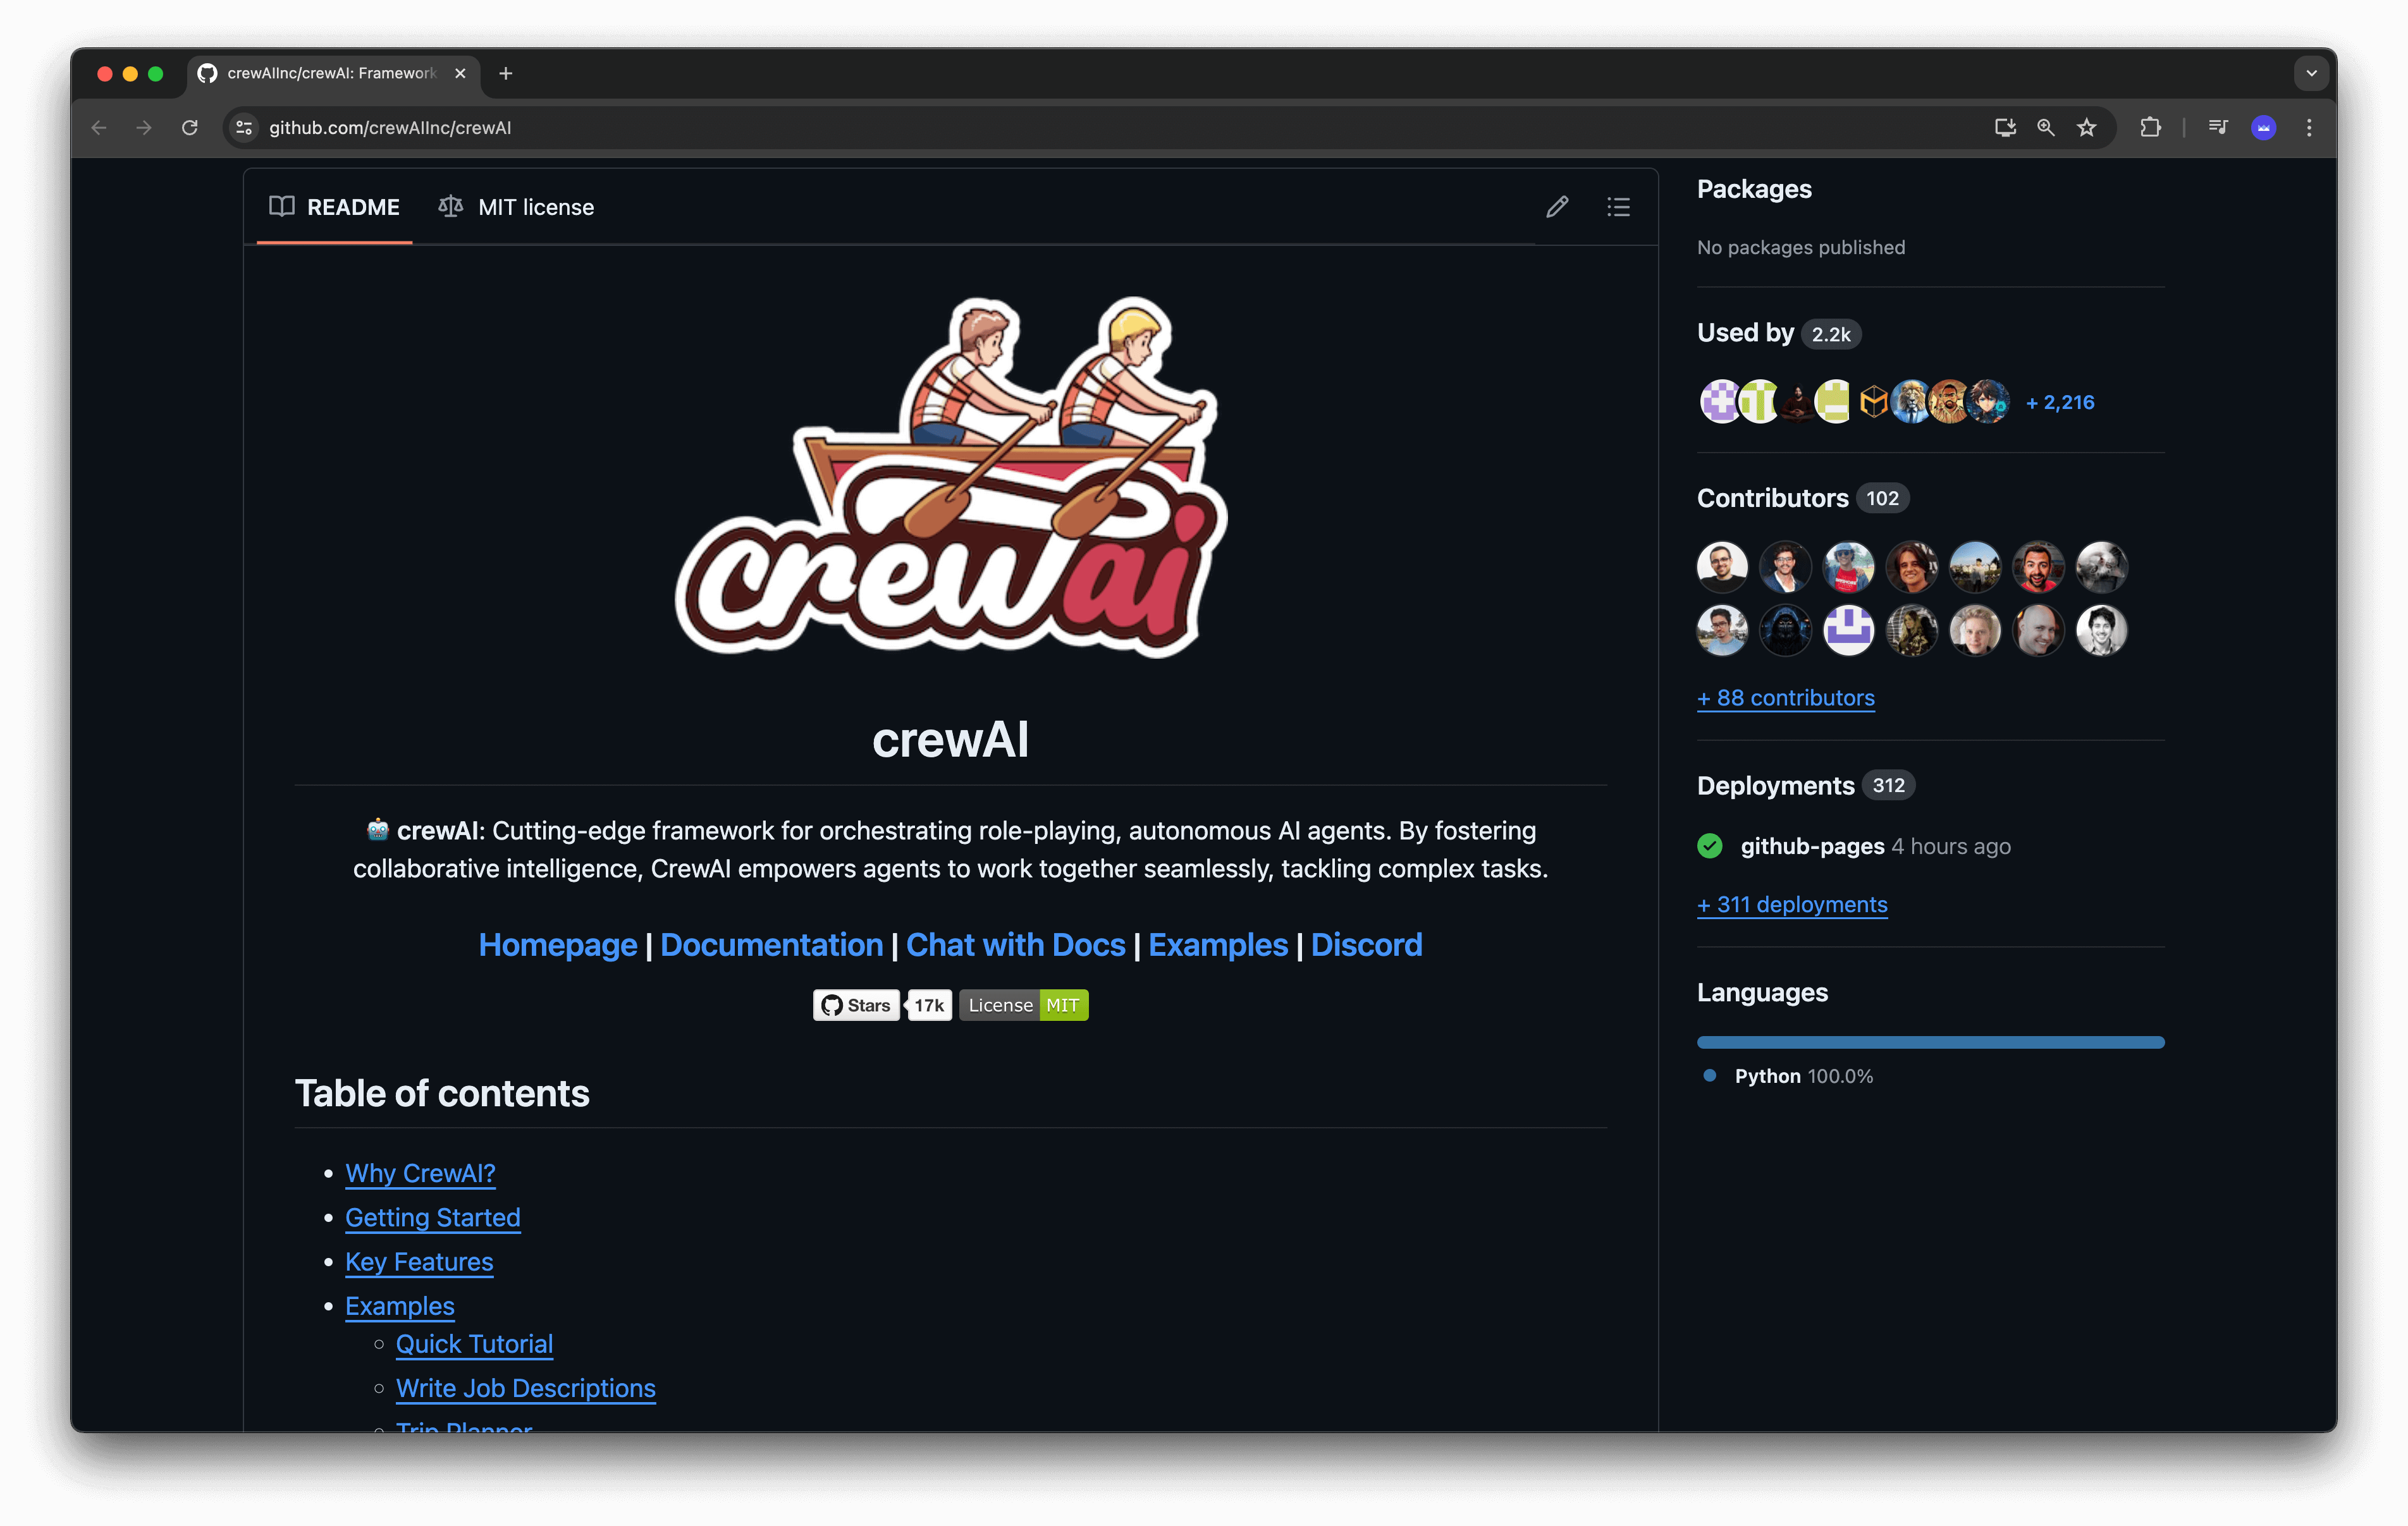 crewAIInc/crewAI: Framework
github.com/crewAIInc/crewAI
README
MIT license
crewai
crewAI
🤖 crewAI: Cutting-edge framework for orchestrating role-playing, autonomous AI agents. By fostering
collaborative intelligence, CrewAI empowers agents to work together seamlessly, tackling complex tasks.
Homepage | Documentation | Chat with Docs | Examples | Discord
Stars 17k License MIT
Table of contents
• Why CrewAI?
• Getting Started
• Key Features
• Examples
◦ Quick Tutorial
◦ Write Job Descriptions
◦ Trip Planner
Packages
No packages published
Used by 2.2k
+ 2,216
Contributors 102
+ 88 contributors
Deployments 312
github-pages 4 hours ago
+ 311 deployments
Languages
Python 100.0%